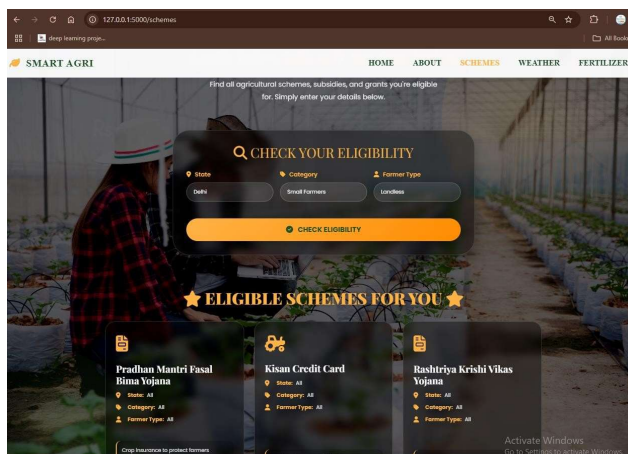 127.0.0.1:5000/schemes
deep learning proje...
All Book
SMART AGRI
HOME ABOUT SCHEMES WEATHER FERTILIZER
Find all agricultural schemes, subsidies, and grants you're eligible
for. Simply enter your details below.
CHECK YOUR ELIGIBILITY
State Category Farmer Type
Delhi Small Farmers Landless
CHECK ELIGIBILITY
ELIGIBLE SCHEMES FOR YOU
Pradhan Mantri Fasal
Bima Yojana
State: All
Category: All
Farmer Type: All
Crop Insurance to protect farmers
Kisan Credit Card
State: All
Category: All
Farmer Type: All
Rashtriya Krishi Vikas
Yojana
State: All
Category: All
Farmer Type: All
Activate Windows
Go to Settings to activate Windows.